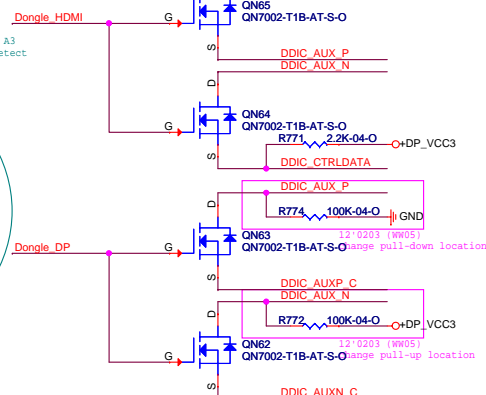 QN65
Dongle_HDMI
G
QN7002-T1B-AT-S-O
A3
etect
S
DDIC_AUX_P
DDIC_AUX_N
D
QN64
G
QN7002-T1B-AT-S-O
R771 2.2K-04-O
+DP_VCC3
S
DDIC_CTRLDATA
DDIC_AUX_P
D
R774 100K-04-O
GND
QN63
12'0203 (WW05)
Dongle_DP
G
QN7002-T1B-AT-S-O
hange pull-down location
S
DDIC_AUXP_C
DDIC_AUX_N
D
R772 100K-04-O
+DP_VCC3
QN62
12'0203 (WW05)
G
QN7002-T1B-AT-S-O
hange pull-up location
S
DDIC_AUXN_C